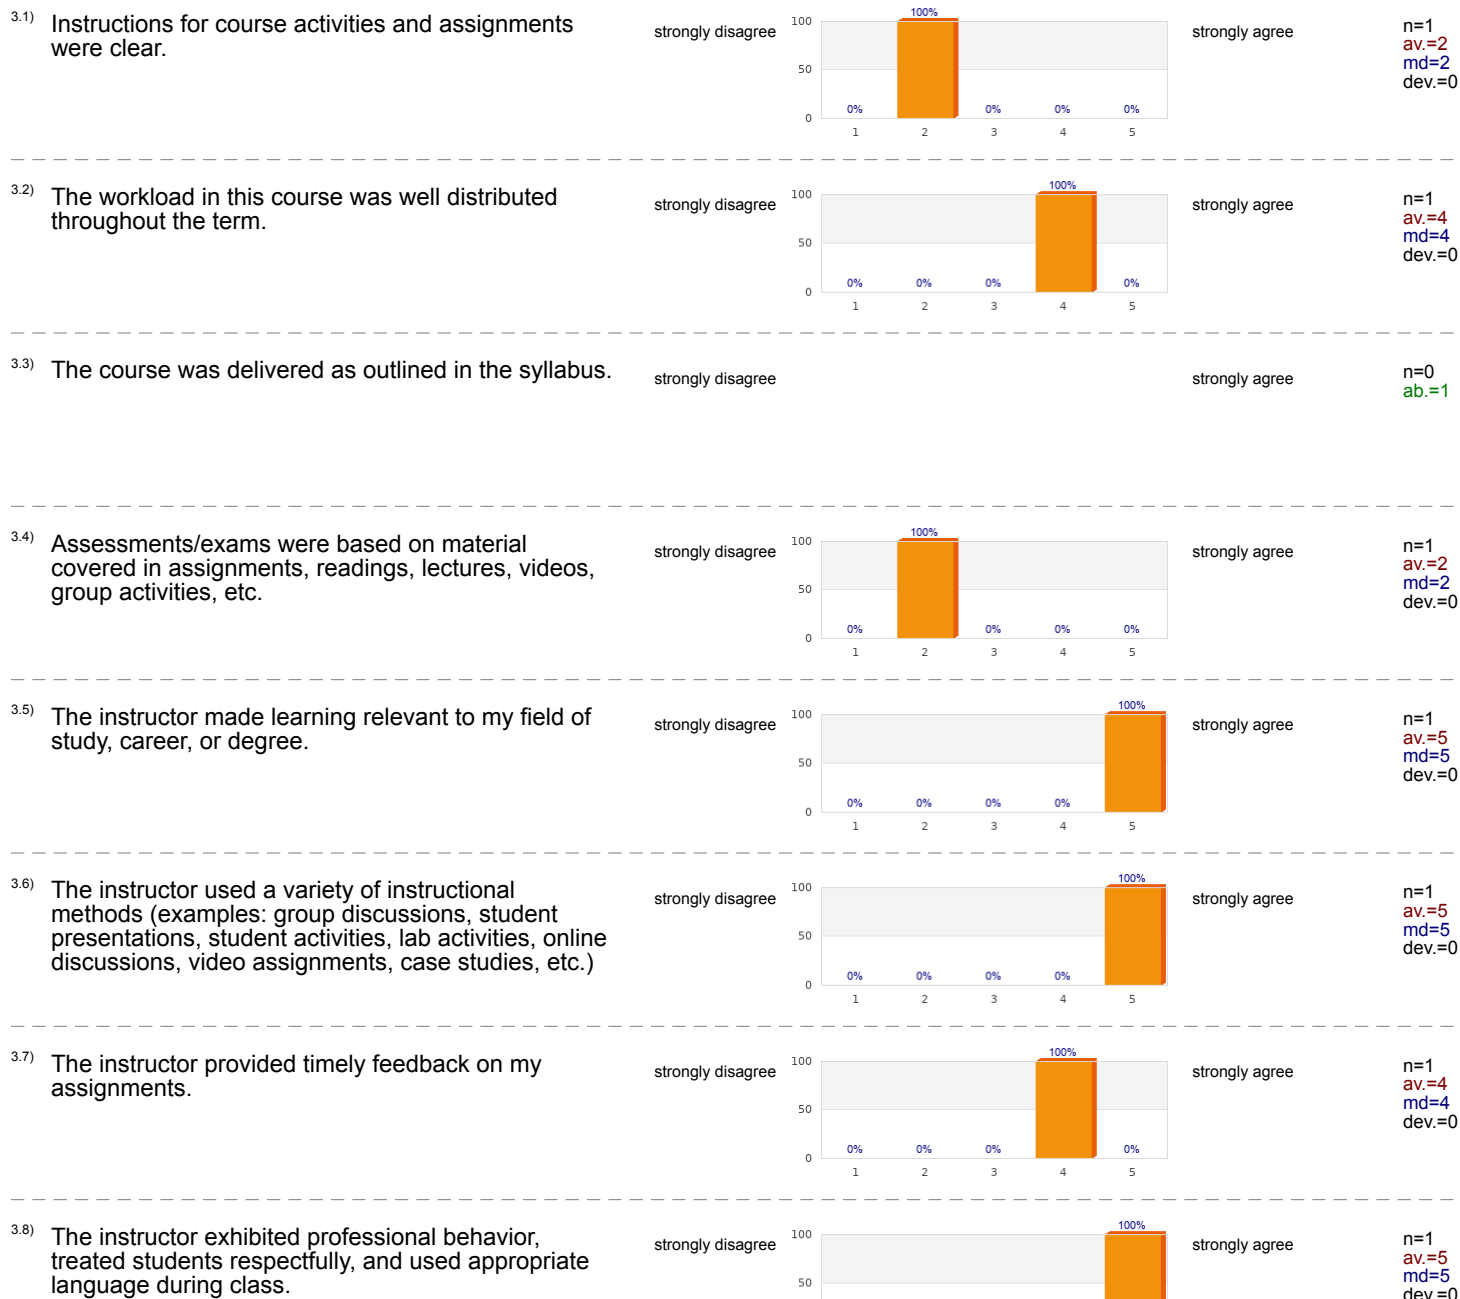 3.1) Instructions for course activities and assignments
were clear.
strongly disagree
100
50
0
100%
0% 0% 0% 0%
1 2 3 4 5
strongly agree
n=1
av.=2
md=2
dev.=0
3.2) The workload in this course was well distributed
throughout the term.
strongly disagree
100
50
0
100%
0% 0% 0% 0%
1 2 3 4 5
strongly agree
n=1
av.=4
md=4
dev.=0
3.3) The course was delivered as outlined in the syllabus.
strongly disagree
strongly agree
n=0
ab.=1
3.4) Assessments/exams were based on material
covered in assignments, readings, lectures, videos,
group activities, etc.
strongly disagree
100
50
0
100%
0% 0% 0% 0%
1 2 3 4 5
strongly agree
n=1
av.=2
md=2
dev.=0
3.5) The instructor made learning relevant to my field of
study, career, or degree.
strongly disagree
100
50
0
100%
0% 0% 0% 0%
1 2 3 4 5
strongly agree
n=1
av.=5
md=5
dev.=0
3.6) The instructor used a variety of instructional
methods (examples: group discussions, student
presentations, student activities, lab activities, online
discussions, video assignments, case studies, etc.)
strongly disagree
100
50
0
100%
0% 0% 0% 0%
1 2 3 4 5
strongly agree
n=1
av.=5
md=5
dev.=0
3.7) The instructor provided timely feedback on my
assignments.
strongly disagree
100
50
0
100%
0% 0% 0% 0%
1 2 3 4 5
strongly agree
n=1
av.=4
md=4
dev.=0
3.8) The instructor exhibited professional behavior,
treated students respectfully, and used appropriate
language during class.
strongly disagree
100
50
100%
strongly agree
n=1
av.=5
md=5
dev.=0